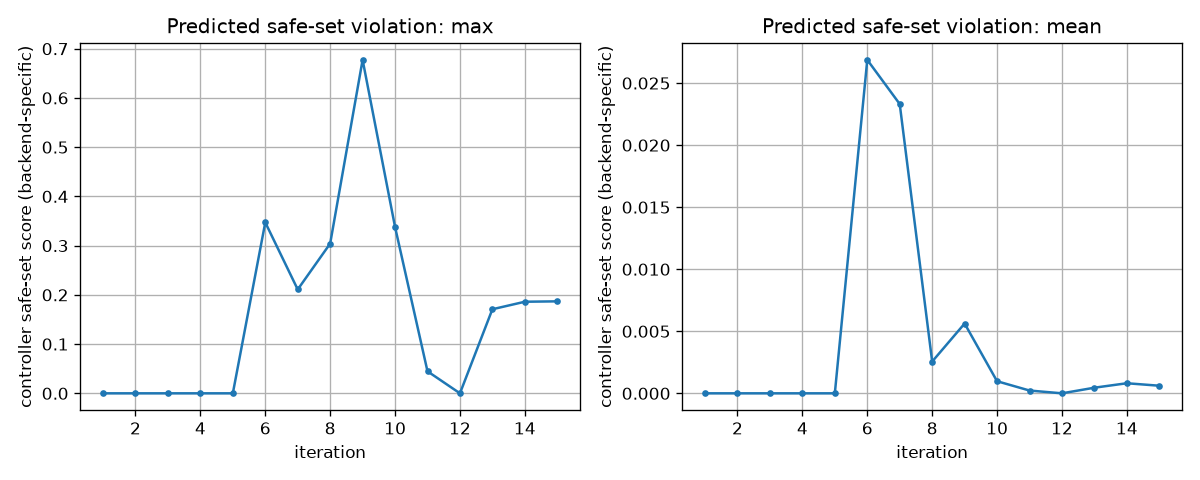 Predicted safe-set violation: max
controller safe-set score (backend-specific)
0.7
0.6
0.5
0.4
0.3
0.2
0.1
0.0
2 4 6 8 10 12 14
iteration
Predicted safe-set violation: mean
controller safe-set score (backend-specific)
0.025
0.020
0.015
0.010
0.005
0.000
2 4 6 8 10 12 14
iteration